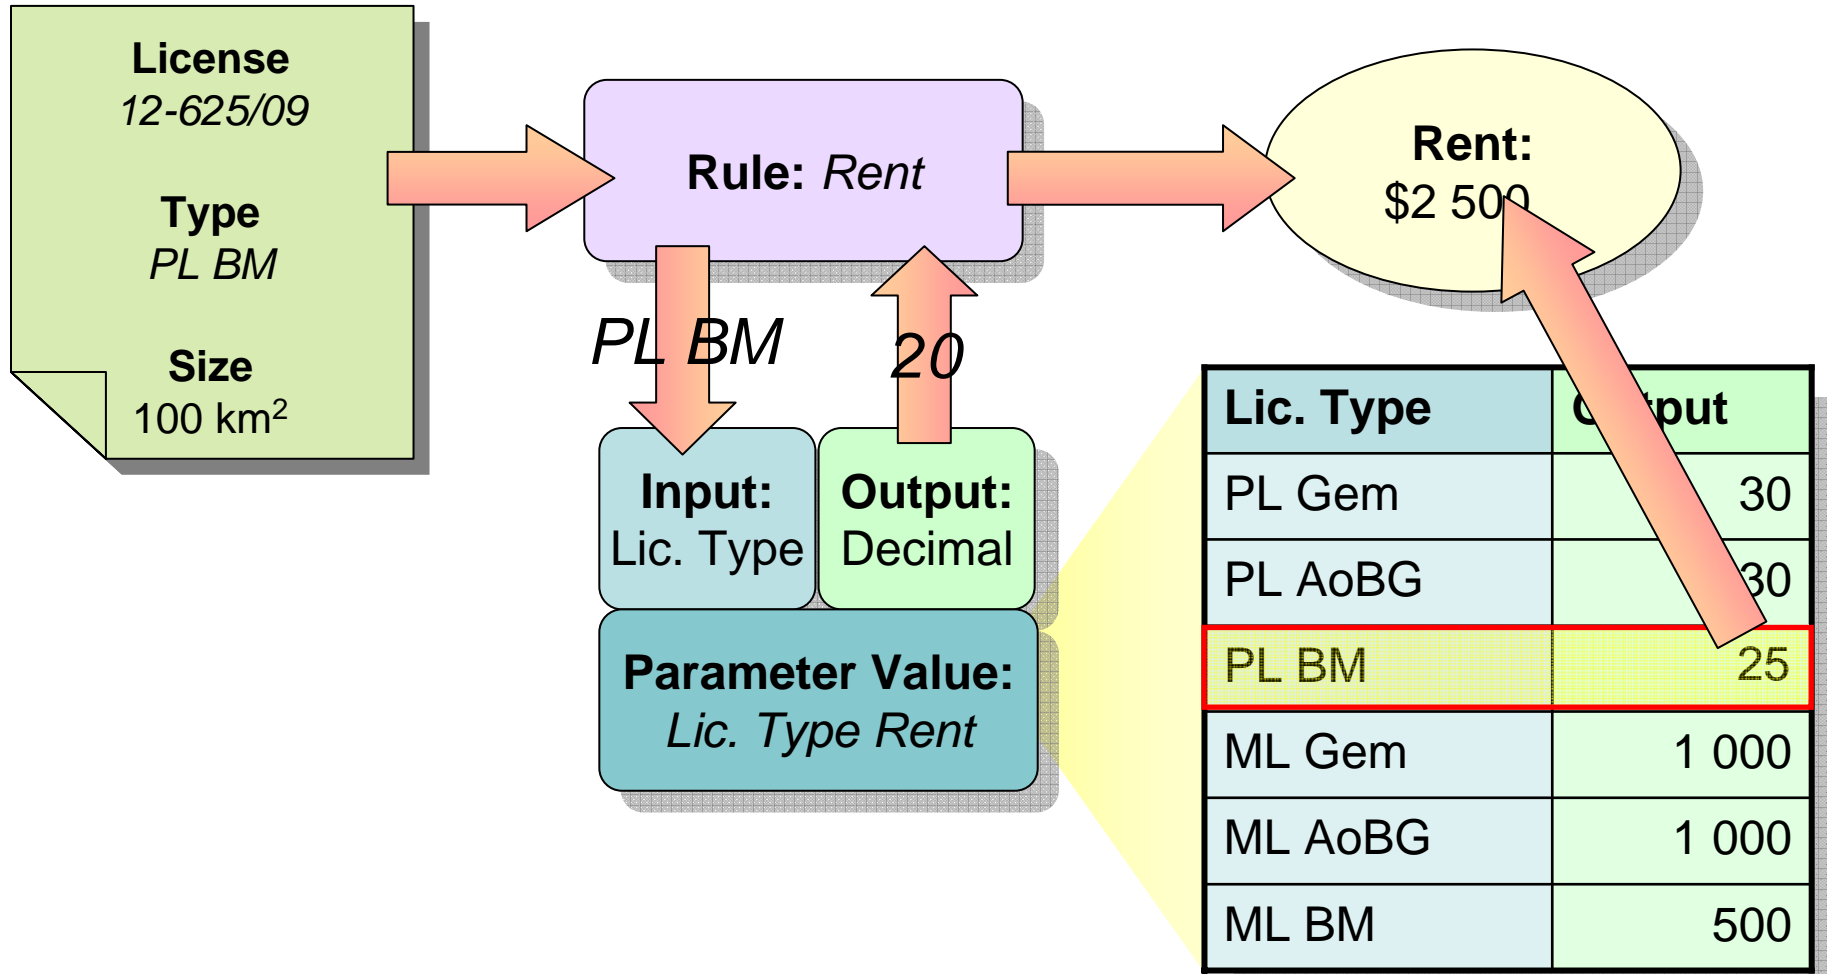 License
12-625/09
Type
PL BM
Size
100 km²
Rule: Rent
Rent:
$2 500
PL BM
20
Input:
Lic. Type
Output:
Decimal
Parameter Value:
Lic. Type Rent
Lic. Type Output
PL Gem 30
PL AoBG 30
PL BM 25
ML Gem 1 000
ML AoBG 1 000
ML BM 500